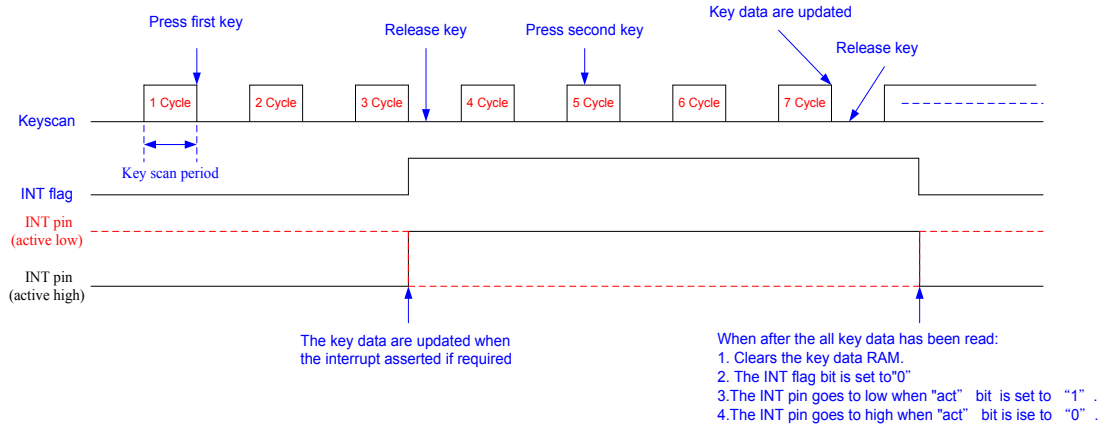 Key data are updated
Press first key
Release key
Press second key
Release key
1 Cycle
2 Cycle
3 Cycle
4 Cycle
5 Cycle
6 Cycle
7 Cycle
Keyscan
Key scan period
INT flag
INT pin
(active low)
INT pin
(active high)
The key data are updated when
the interrupt asserted if required
When after the all key data has been read:
1. Clears the key data RAM.
2. The INT flag bit is set to"0”
3.The INT pin goes to low when "act” bit is set to “1”.
4.The INT pin goes to high when "act” bit is ise to “0”.